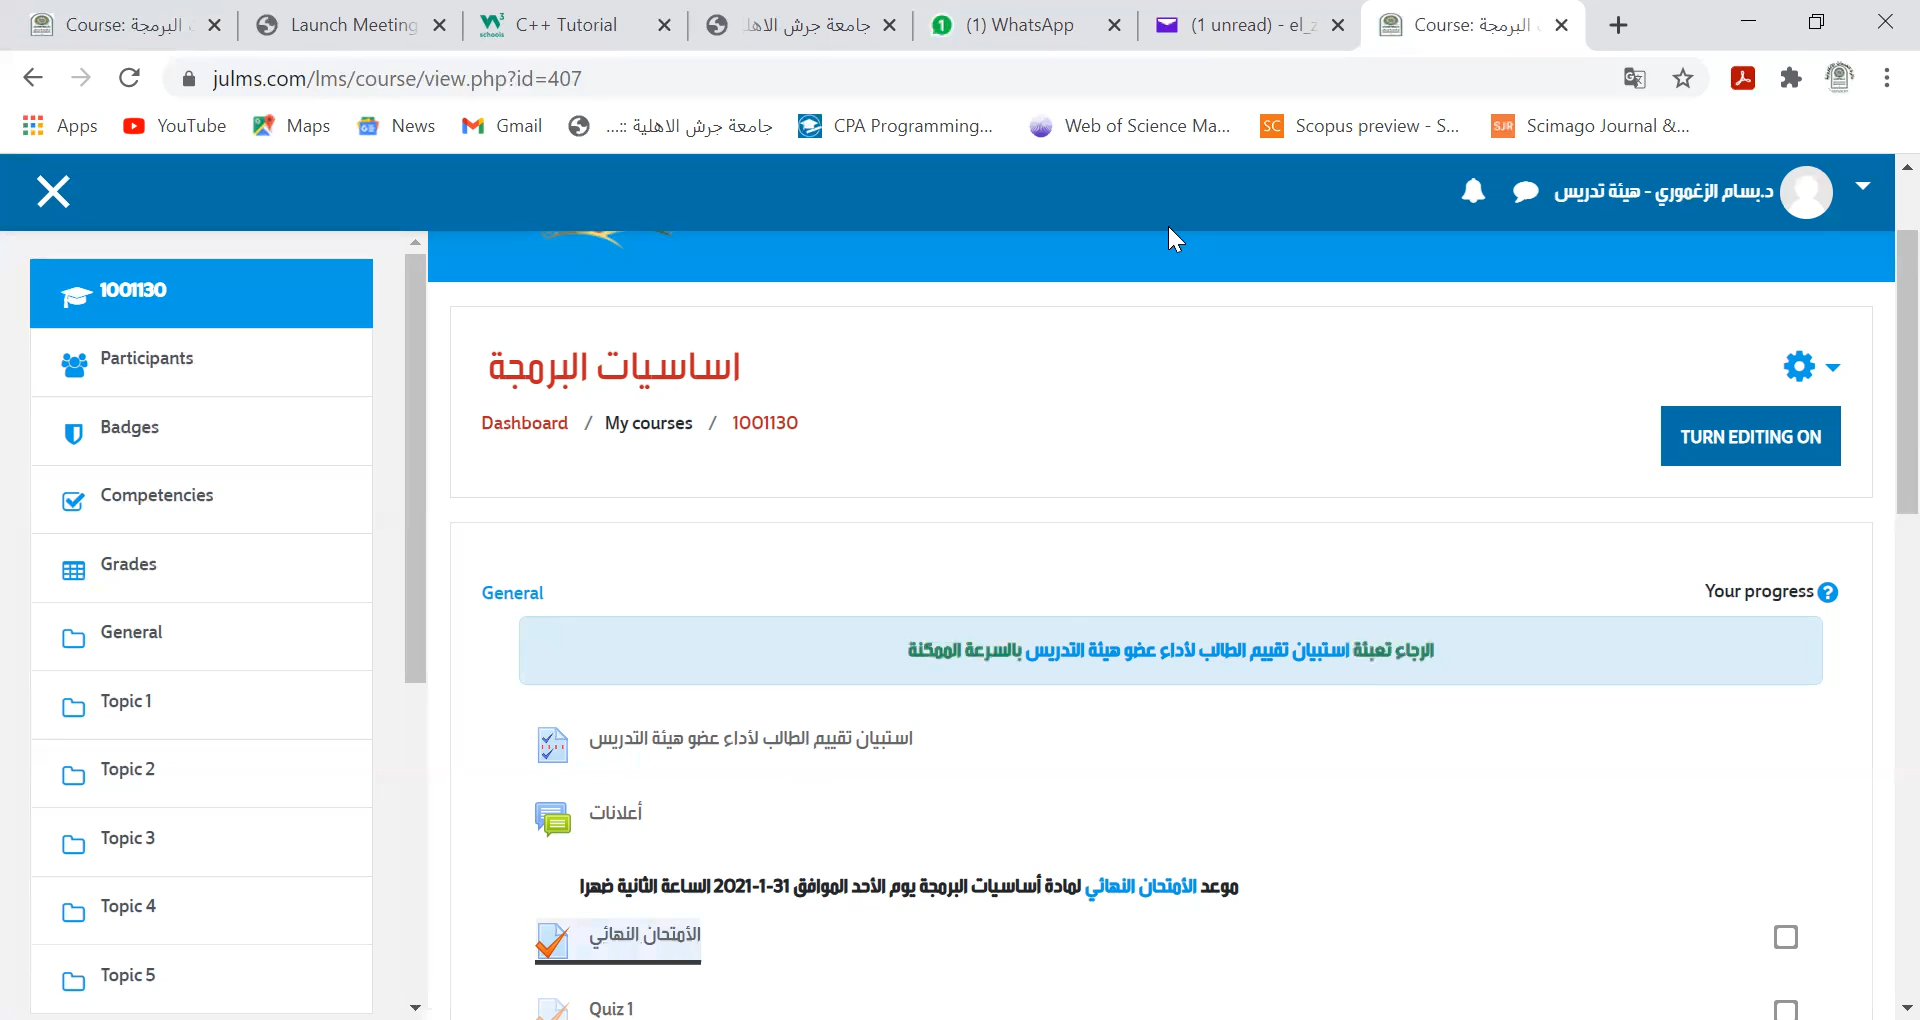 Course: البرمجة
Launch Meeting
C++ Tutorial
جامعة جرش الاهل
(1) WhatsApp
(1 unread) - el_z
Course: البرمجة
julms.com/lms/course/view.php?id=407
Apps
YouTube
Maps
News
Gmail
جامعة جرش الاهلية ::...
CPA Programming...
Web of Science Ma...
SC Scopus preview - S...
SJR Scimago Journal &...
د.بسام الزغموري - هيئة تدريس
1001130
Participants
Badges
Competencies
Grades
General
Topic 1
Topic 2
Topic 3
Topic 4
Topic 5
اساسيات البرمجة
Dashboard / My courses / 1001130
TURN EDITING ON
General
Your progress
الرجاء تعبئة استبيان تقييم الطالب لأداء عضو هيئة التدريس بالسرعة الممكنة
استبيان تقييم الطالب لأداء عضو هيئة التدريس
أعلانات
موعد الأمتحان النهائي لمادة أساسيات البرمجة يوم الأحد الموافق 31-1-2021 الساعة الثانية ضهرا
الأمتحان النهائي
Quiz 1